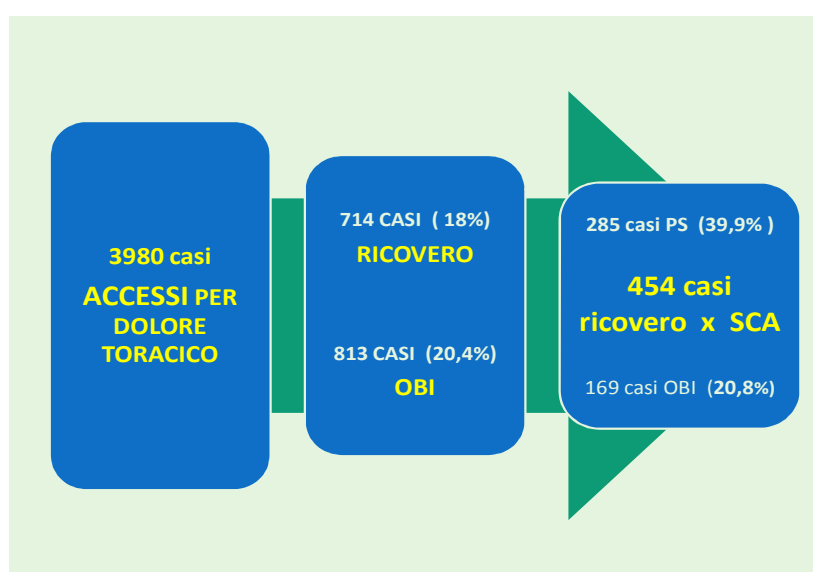 3980 casi
ACCESSI PER
DOLORE
TORACICO
714 CASI ( 18%)
RICOVERO
813 CASI (20,4%)
OBI
285 casi PS (39,9% )
454 casi
ricovero x SCA
169 casi OBI (20,8%)